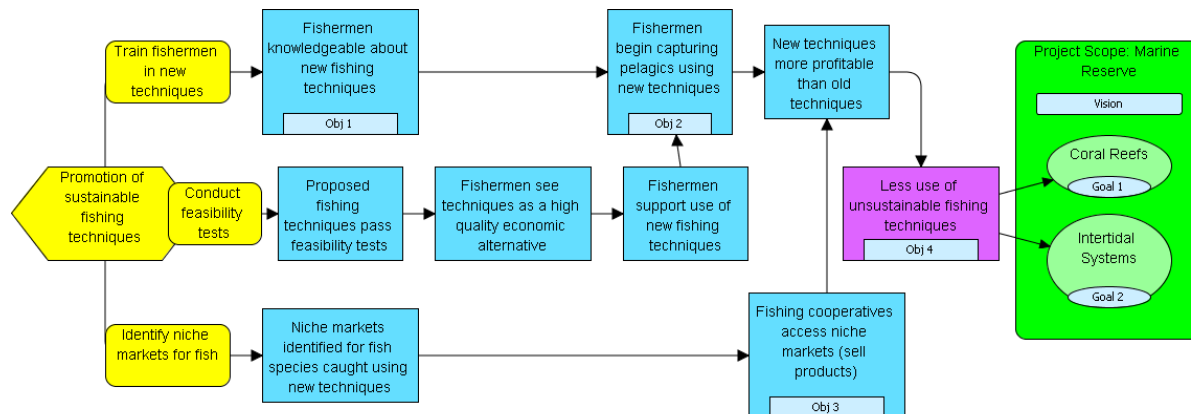 Train fishermen
in new
techniques
Fishermen
knowledgeable about
new fishing
techniques
Obj 1
Fishermen
begin capturing
pelagics using
new techniques
Obj 2
New techniques
more profitable
than old
techniques
Project Scope: Marine
Reserve
Vision
Coral Reefs
Goal 1
Intertidal
Systems
Goal 2
Promotion of
sustainable
fishing
techniques
Conduct
feasibility
tests
Proposed
fishing
techniques
pass feasibility tests
Fishermen see
techniques as a high
quality economic
alternative
Fishermen
support use of
new fishing
techniques
Less use of
unsustainable fishing
techniques
Obj 4
Identify niche
markets for fish
Niche markets
identified for fish
species caught using
new techniques
Fishing cooperatives
access niche
markets (sell
products)
Obj 3